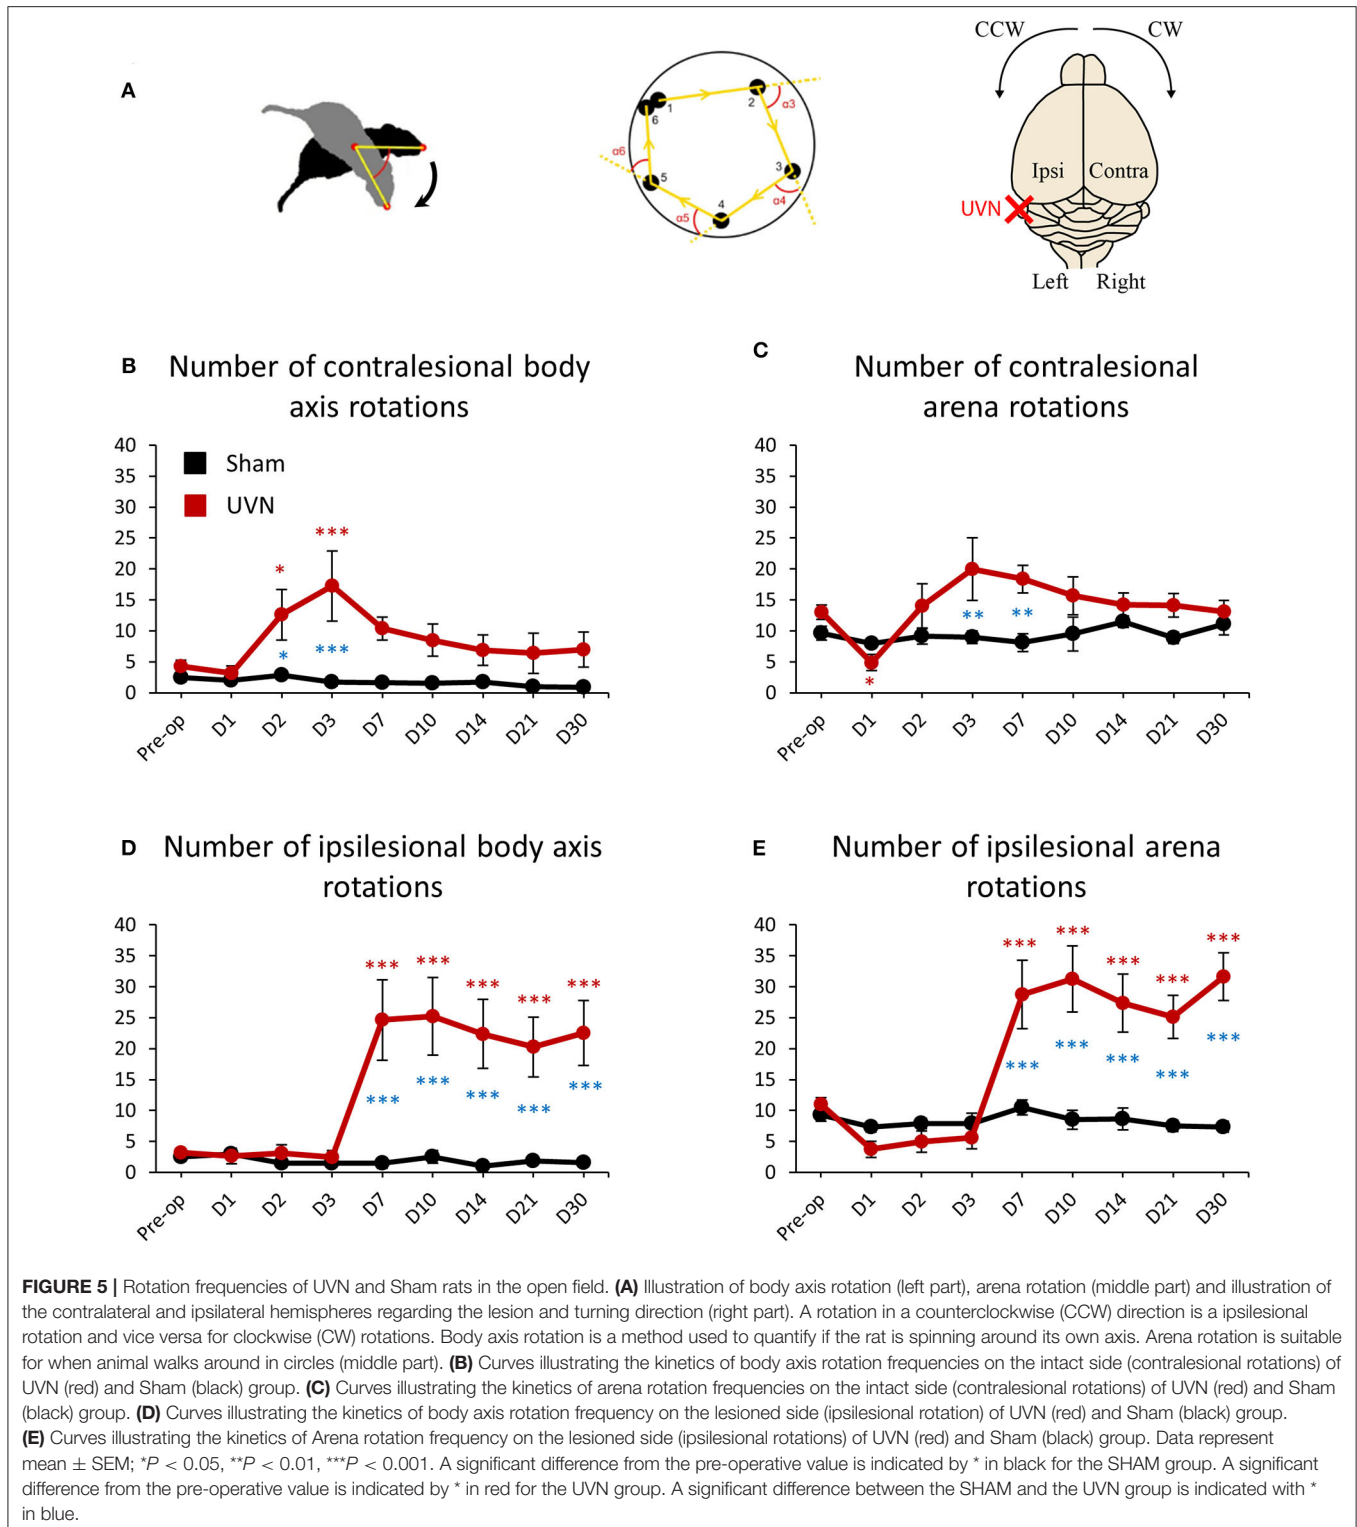 A
1
2
3
4
5
6
α3
α4
α5
α6
CCW
CW
Ipsi
Contra
UVN
Left
Right
B
Number of contralesional body
axis rotations
40
35
30
25
20
15
10
5
0
Sham
UVN
*
***
*
***
Pre-op
D1
D2
D3
D7
D10
D14
D21
D30
C
Number of contralesional
arena rotations
40
35
30
25
20
15
10
5
0
**
**
*
Pre-op
D1
D2
D3
D7
D10
D14
D21
D30
D
Number of ipsilesional body axis
rotations
40
35
30
25
20
15
10
5
0
***
***
***
***
***
***
***
***
***
***
Pre-op
D1
D2
D3
D7
D10
D14
D21
D30
E
Number of ipsilesional arena
rotations
40
35
30
25
20
15
10
5
0
***
***
***
***
***
***
***
***
***
***
Pre-op
D1
D2
D3
D7
D10
D14
D21
D30
FIGURE 5 | Rotation frequencies of UVN and Sham rats in the open field. (A) Illustration of body axis rotation (left part), arena rotation (middle part) and illustration of
the contralateral and ipsilateral hemispheres regarding the lesion and turning direction (right part). A rotation in a counterclockwise (CCW) direction is a ipsilesional
rotation and vice versa for clockwise (CW) rotations. Body axis rotation is a method used to quantify if the rat is spinning around its own axis. Arena rotation is suitable
for when animal walks around in circles (middle part). (B) Curves illustrating the kinetics of body axis rotation frequencies on the intact side (contralesional rotations) of
UVN (red) and Sham (black) group. (C) Curves illustrating the kinetics of arena rotation frequencies on the intact side (contralesional rotations) of UVN (red) and Sham
(black) group. (D) Curves illustrating the kinetics of body axis rotation frequency on the lesioned side (ipsilesional rotation) of UVN (red) and Sham (black) group.
(E) Curves illustrating the kinetics of Arena rotation frequency on the lesioned side (ipsilesional rotations) of UVN (red) and Sham (black) group. Data represent
mean ± SEM; *P < 0.05, **P < 0.01, ***P < 0.001. A significant difference from the pre-operative value is indicated by * in black for the SHAM group. A significant
difference from the pre-operative value is indicated by * in red for the UVN group. A significant difference between the SHAM and the UVN group is indicated with *
in blue.